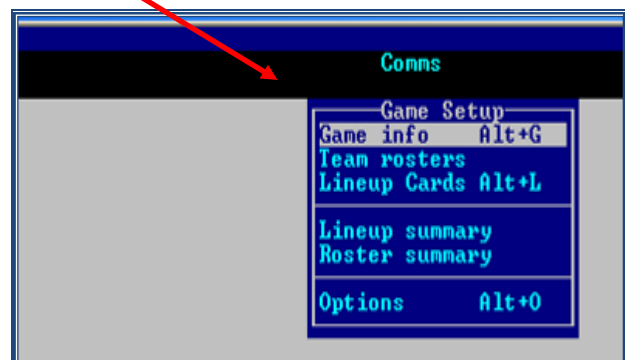 Comms
Game Setup
Game info Alt+G
Team rosters
Lineup Cards Alt+L
Lineup summary
Roster summary
Options Alt+O